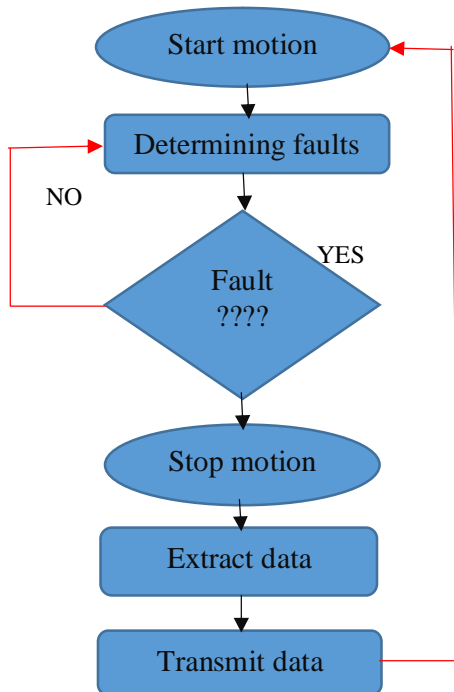 Start motion
Determining faults
NO
YES
Fault
????
Stop motion
Extract data
Transmit data